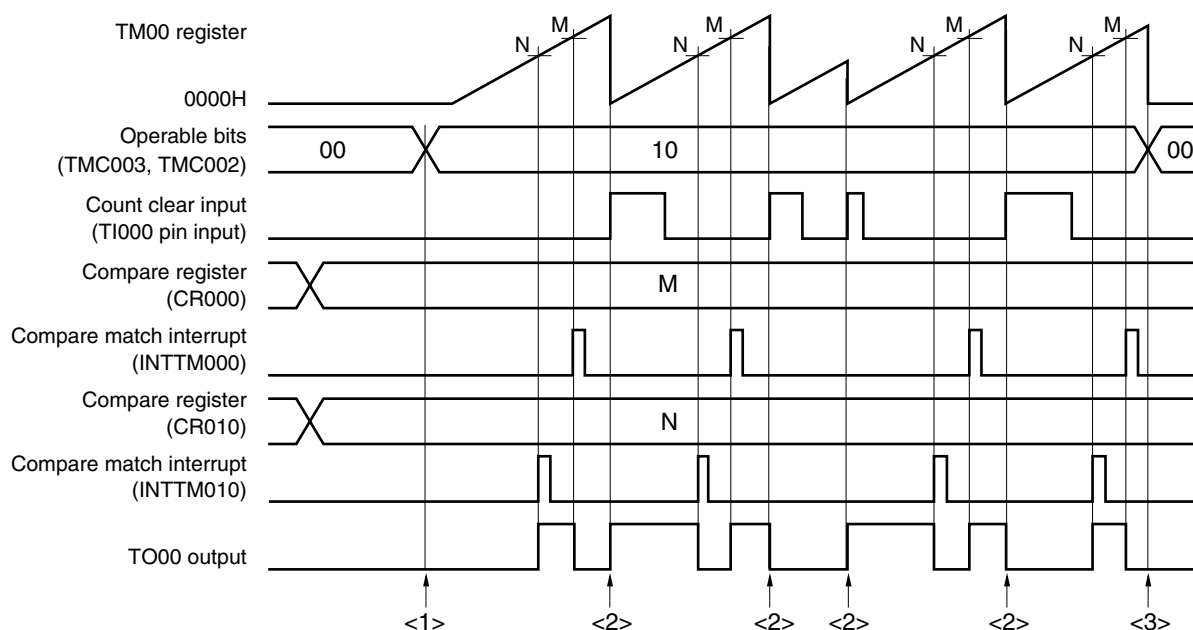 TM00 register
N M N M N M N M
0000H
Operable bits
(TMC003, TMC002)
00 10 00
Count clear input
(TI000 pin input)
Compare register
(CR000)
M
Compare match interrupt
(INTTM000)
Compare register
(CR010)
N
Compare match interrupt
(INTTM010)
TO00 output
<1> <2> <2> <2> <2> <3>